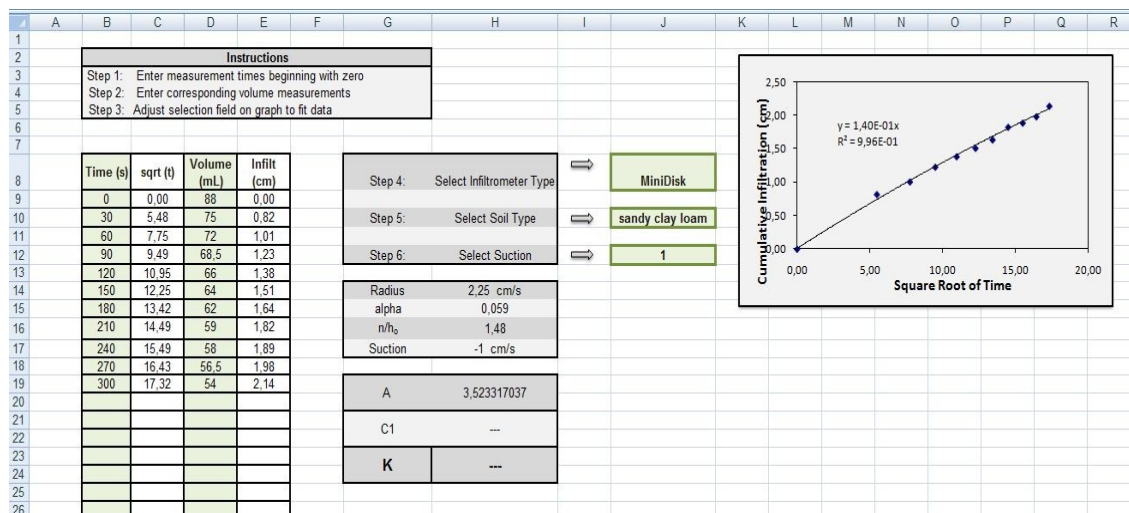 A B C D E F G H I J K L M N O P Q R
1
2 Instructions
3 Step 1: Enter measurement times beginning with zero
4 Step 2: Enter corresponding volume measurements
5 Step 3: Adjust selection field on graph to fit data
6
7
8 Time (s) sqrt (t) Volume (mL) Infilt (cm) Step 4: Select Infiltrometer Type MiniDisk
9 0 0,00 88 0,00
10 30 5,48 75 0,82 Step 5: Select Soil Type sandy clay loam
11 60 7,75 72 1,01
12 90 9,49 68,5 1,23 Step 6: Select Suction 1
13 120 10,95 66 1,38
14 150 12,25 64 1,51 Radius 2,25 cm/s
15 180 13,42 62 1,64 alpha 0,059
16 210 14,49 59 1,82 n/h₀ 1,48
17 240 15,49 58 1,89 Suction -1 cm/s
18 270 16,43 56,5 1,98
19 300 17,32 54 2,14
20 A 3,523317037
21
22 C1 ---
23
24 K ---
25
26
Cumulative Infiltration (cm)
2,50
2,00
1,50
1,00
0,50
0,00
y = 1,40E-01x
R² = 9,96E-01
0,00 5,00 10,00 15,00 20,00
Square Root of Time